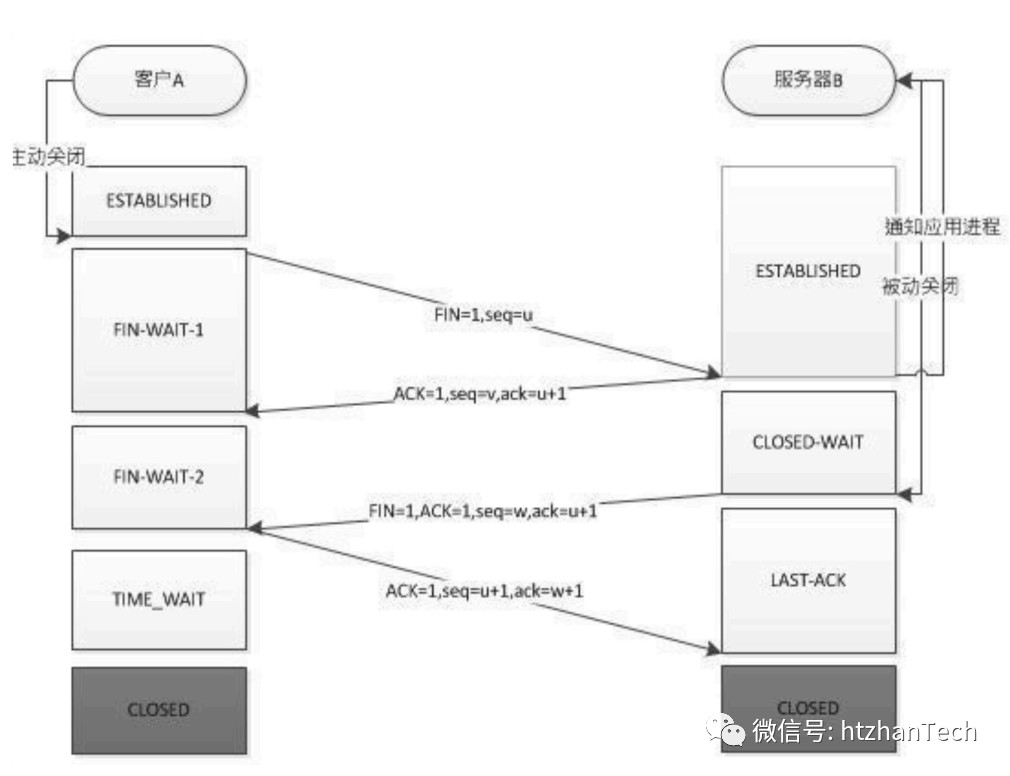 客户A
服务器B
主动关闭
ESTABLISHED
通知应用进程
ESTABLISHED
被动关闭
FIN=1,seq=u
FIN-WAIT-1
ACK=1,seq=v,ack=u+1
CLOSED-WAIT
FIN-WAIT-2
FIN=1,ACK=1,seq=w,ack=u+1
LAST-ACK
ACK=1,seq=u+1,ack=w+1
TIME_WAIT
CLOSED
CLOSED
微信号: htzhanTech